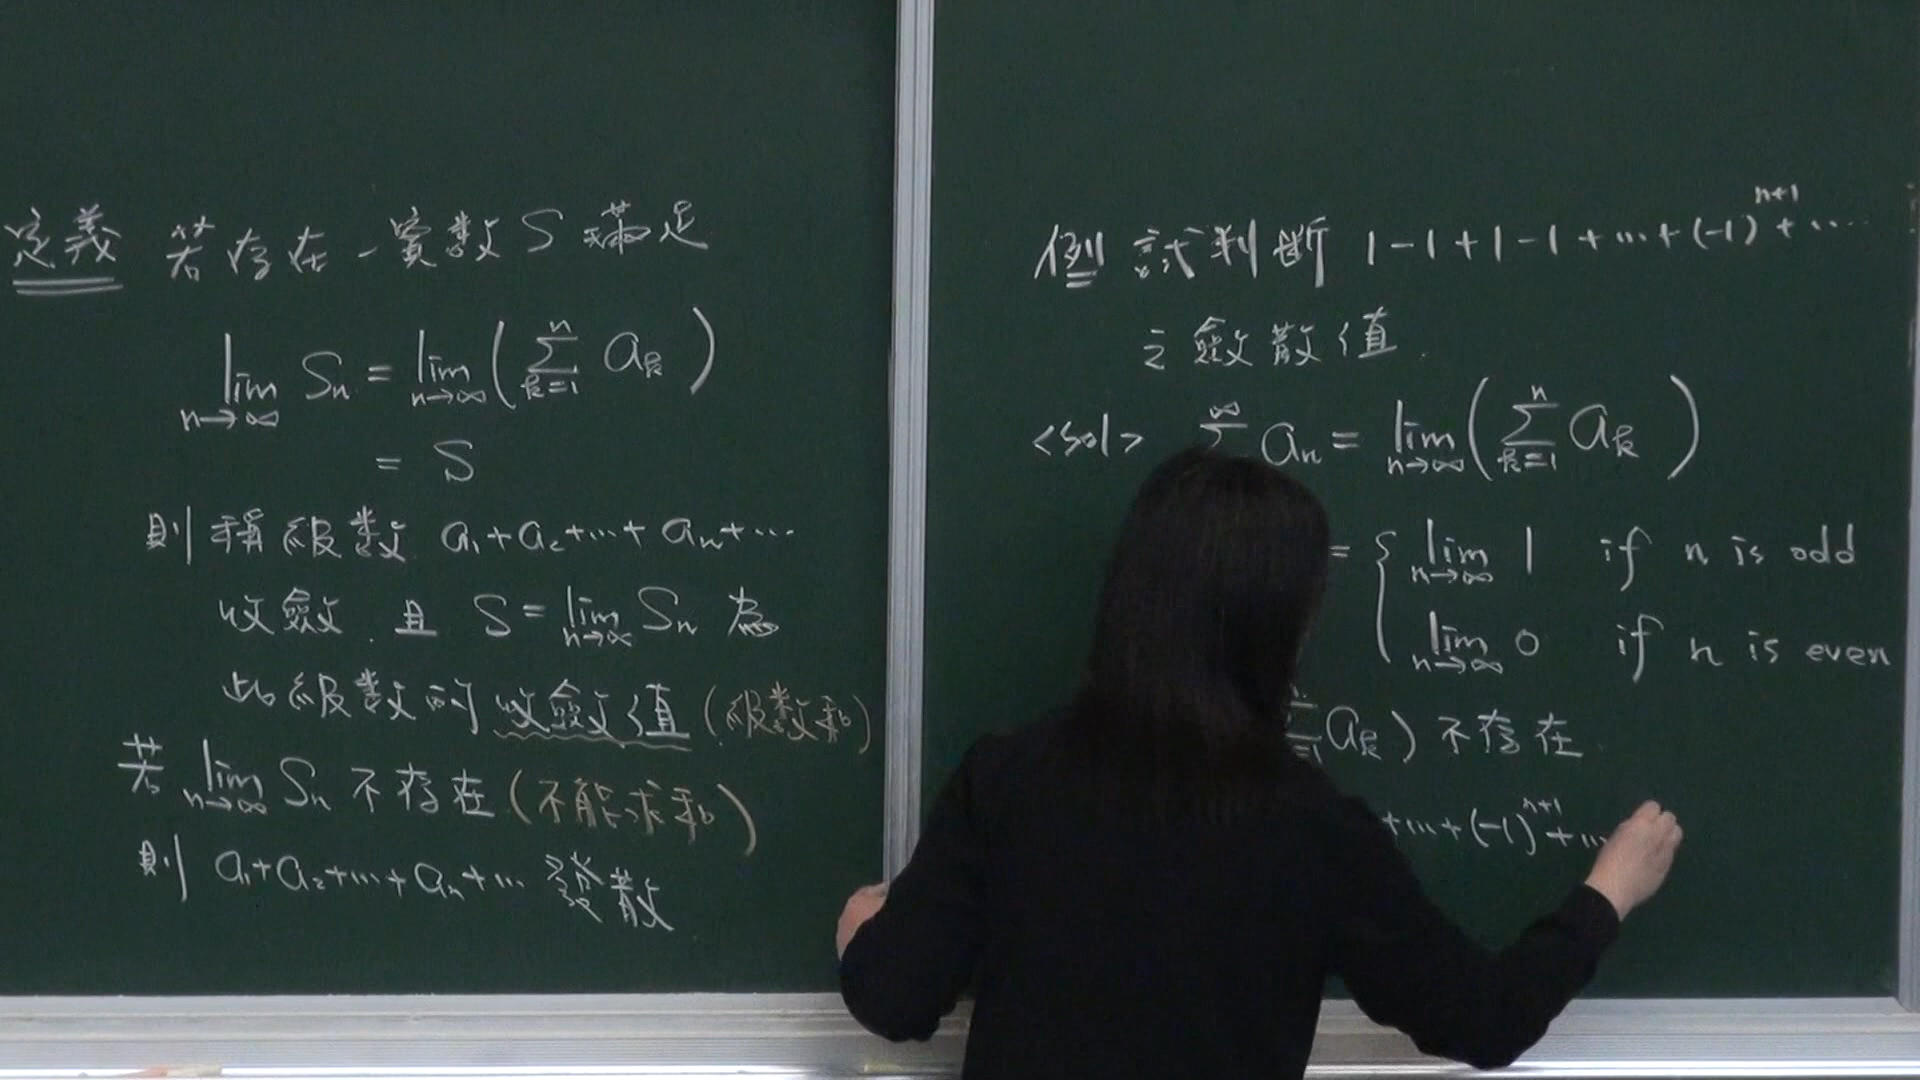 定義 若存在一實數 S 滿足
lim n→∞ Sn = lim n→∞ ( Σ k=1 n ak )
= S
則稱級數 a1+a2+…+an+…
收斂. 且 S = lim n→∞ Sn 為
此級數的收斂值 (級數和)
若 lim n→∞ Sn 不存在 (不能求和)
則 a1+a2+…+an+… 發散
例 試判斷 1-1+1-1+…+(-1)^{n+1}+…
之斂散值.
<sol> Σ ∞ an = lim n→∞ ( Σ k=1 n ak )
= { lim n→∞ 1 if n is odd
lim n→∞ 0 if n is even
ak ) 不存在.
+…+(-1)^{n+1}+…